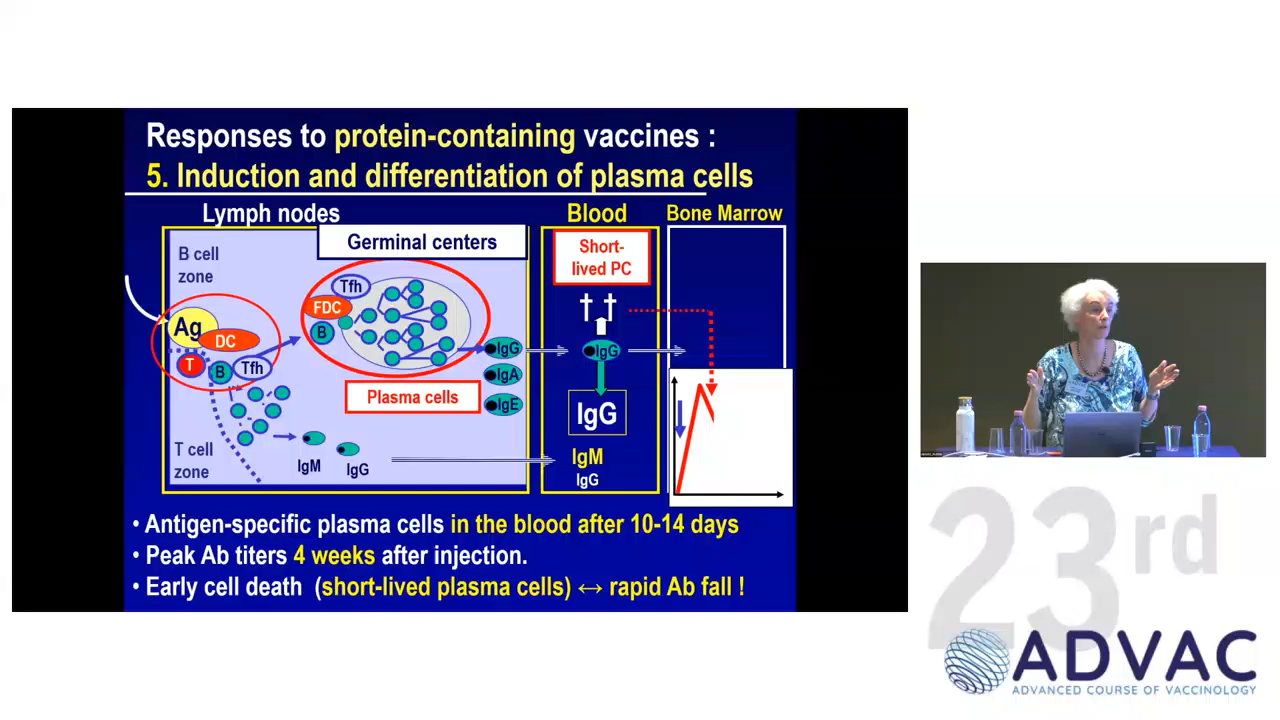 Responses to protein-containing vaccines :
5. Induction and differentiation of plasma cells
Lymph nodes
Blood
Bone Marrow
Germinal centers
B cell
zone
Short-
lived PC
Tfh
FDC
B
Ag
DC
T
B
Tfh
IgG
IgA
IgE
IgG
Plasma cells
IgG
T cell
zone
IgM
IgG
IgM
IgG
• Antigen-specific plasma cells in the blood after 10-14 days
• Peak Ab titers 4 weeks after injection.
• Early cell death (short-lived plasma cells) ↔ rapid Ab fall !
23rd
ADVAC
ADVANCED COURSE OF VACCINOLOGY